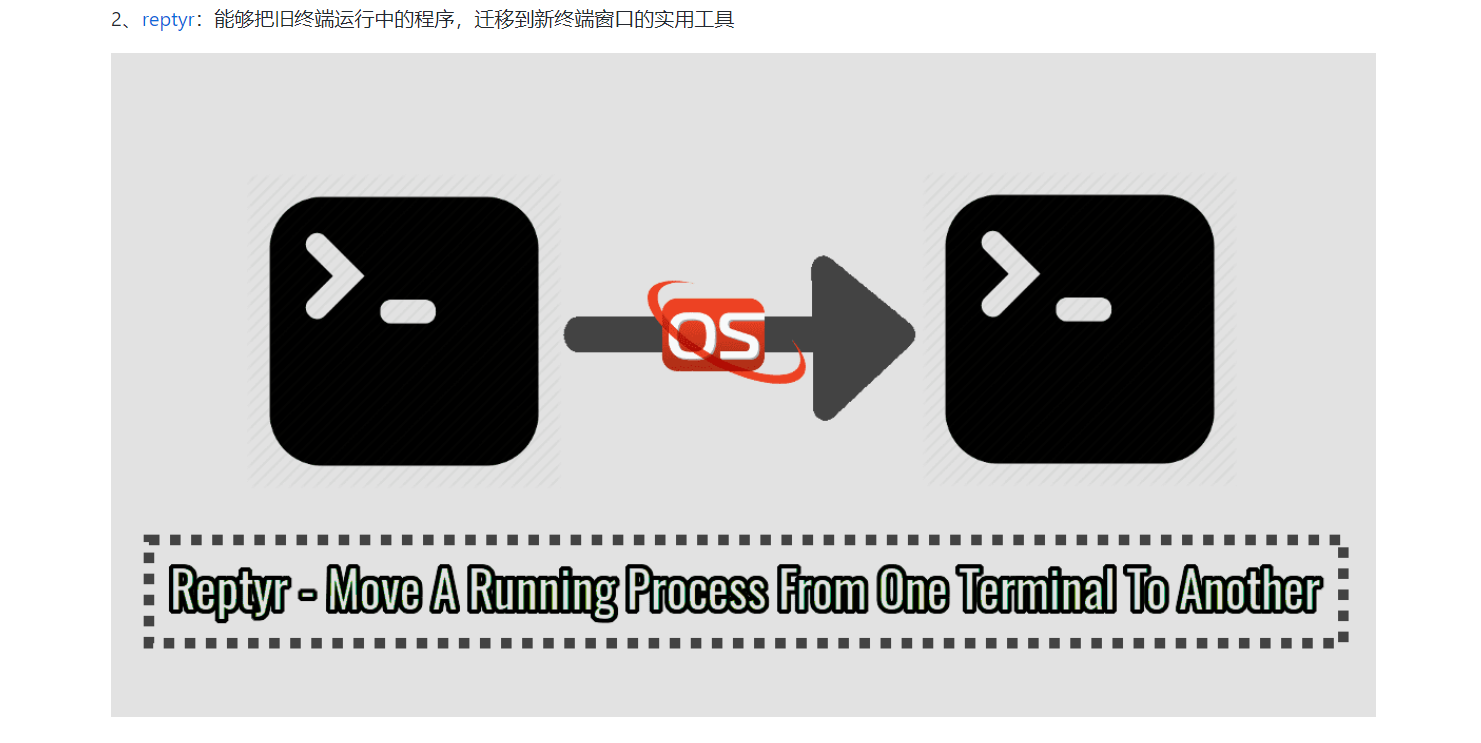 2、reptyr：能够把旧终端运行中的程序，迁移到新终端窗口的实用工具
OS
Reptyr - Move A Running Process From One Terminal To Another